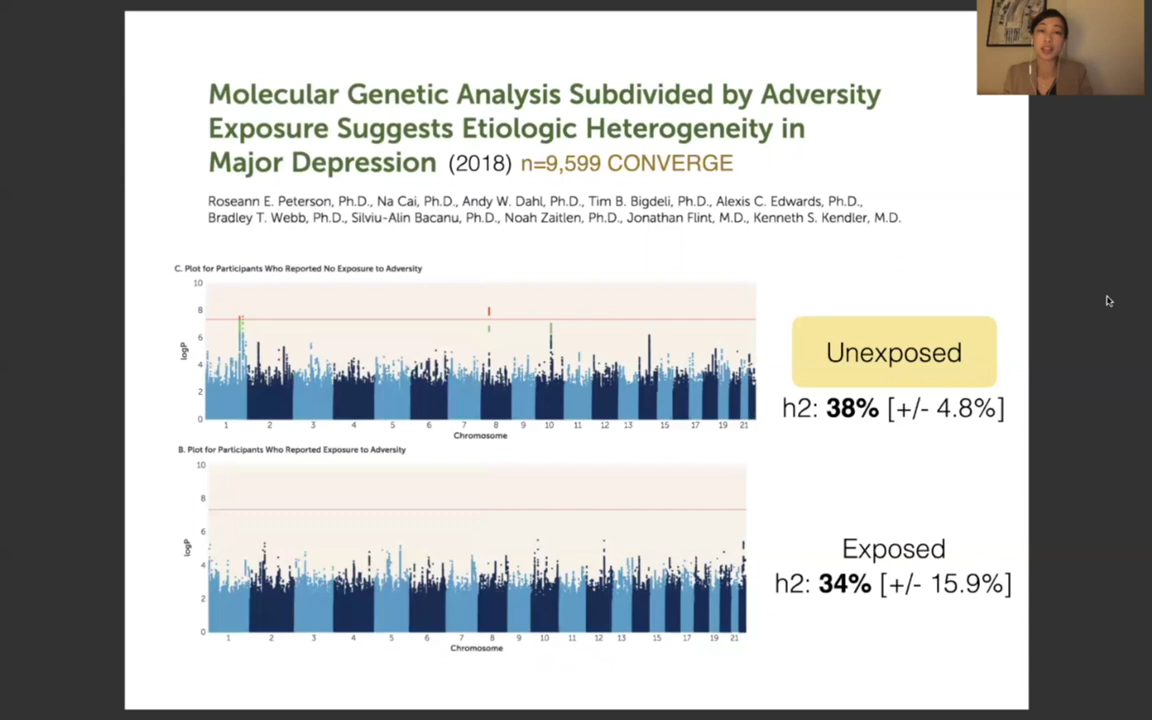 Molecular Genetic Analysis Subdivided by Adversity
Exposure Suggests Etiologic Heterogeneity in
Major Depression (2018) n=9,599 CONVERGE
Roseann E. Peterson, Ph.D., Na Cai, Ph.D., Andy W. Dahl, Ph.D., Tim B. Bigdeli, Ph.D., Alexis C. Edwards, Ph.D.,
Bradley T. Webb, Ph.D., Silviu-Alin Bacanu, Ph.D., Noah Zaitlen, Ph.D., Jonathan Flint, M.D., Kenneth S. Kendler, M.D.
C. Plot for Participants Who Reported No Exposure to Adversity
10
8
6
4
2
0
logP
1 2 3 4 5 6 7 8 9 10 11 12 13 15 17 19 21
Chromosome
Unexposed
h2: 38% [+/- 4.8%]
B. Plot for Participants Who Reported Exposure to Adversity
10
8
6
4
2
0
logP
1 2 3 4 5 6 7 8 9 10 11 12 13 15 17 19 21
Chromosome
Exposed
h2: 34% [+/- 15.9%]